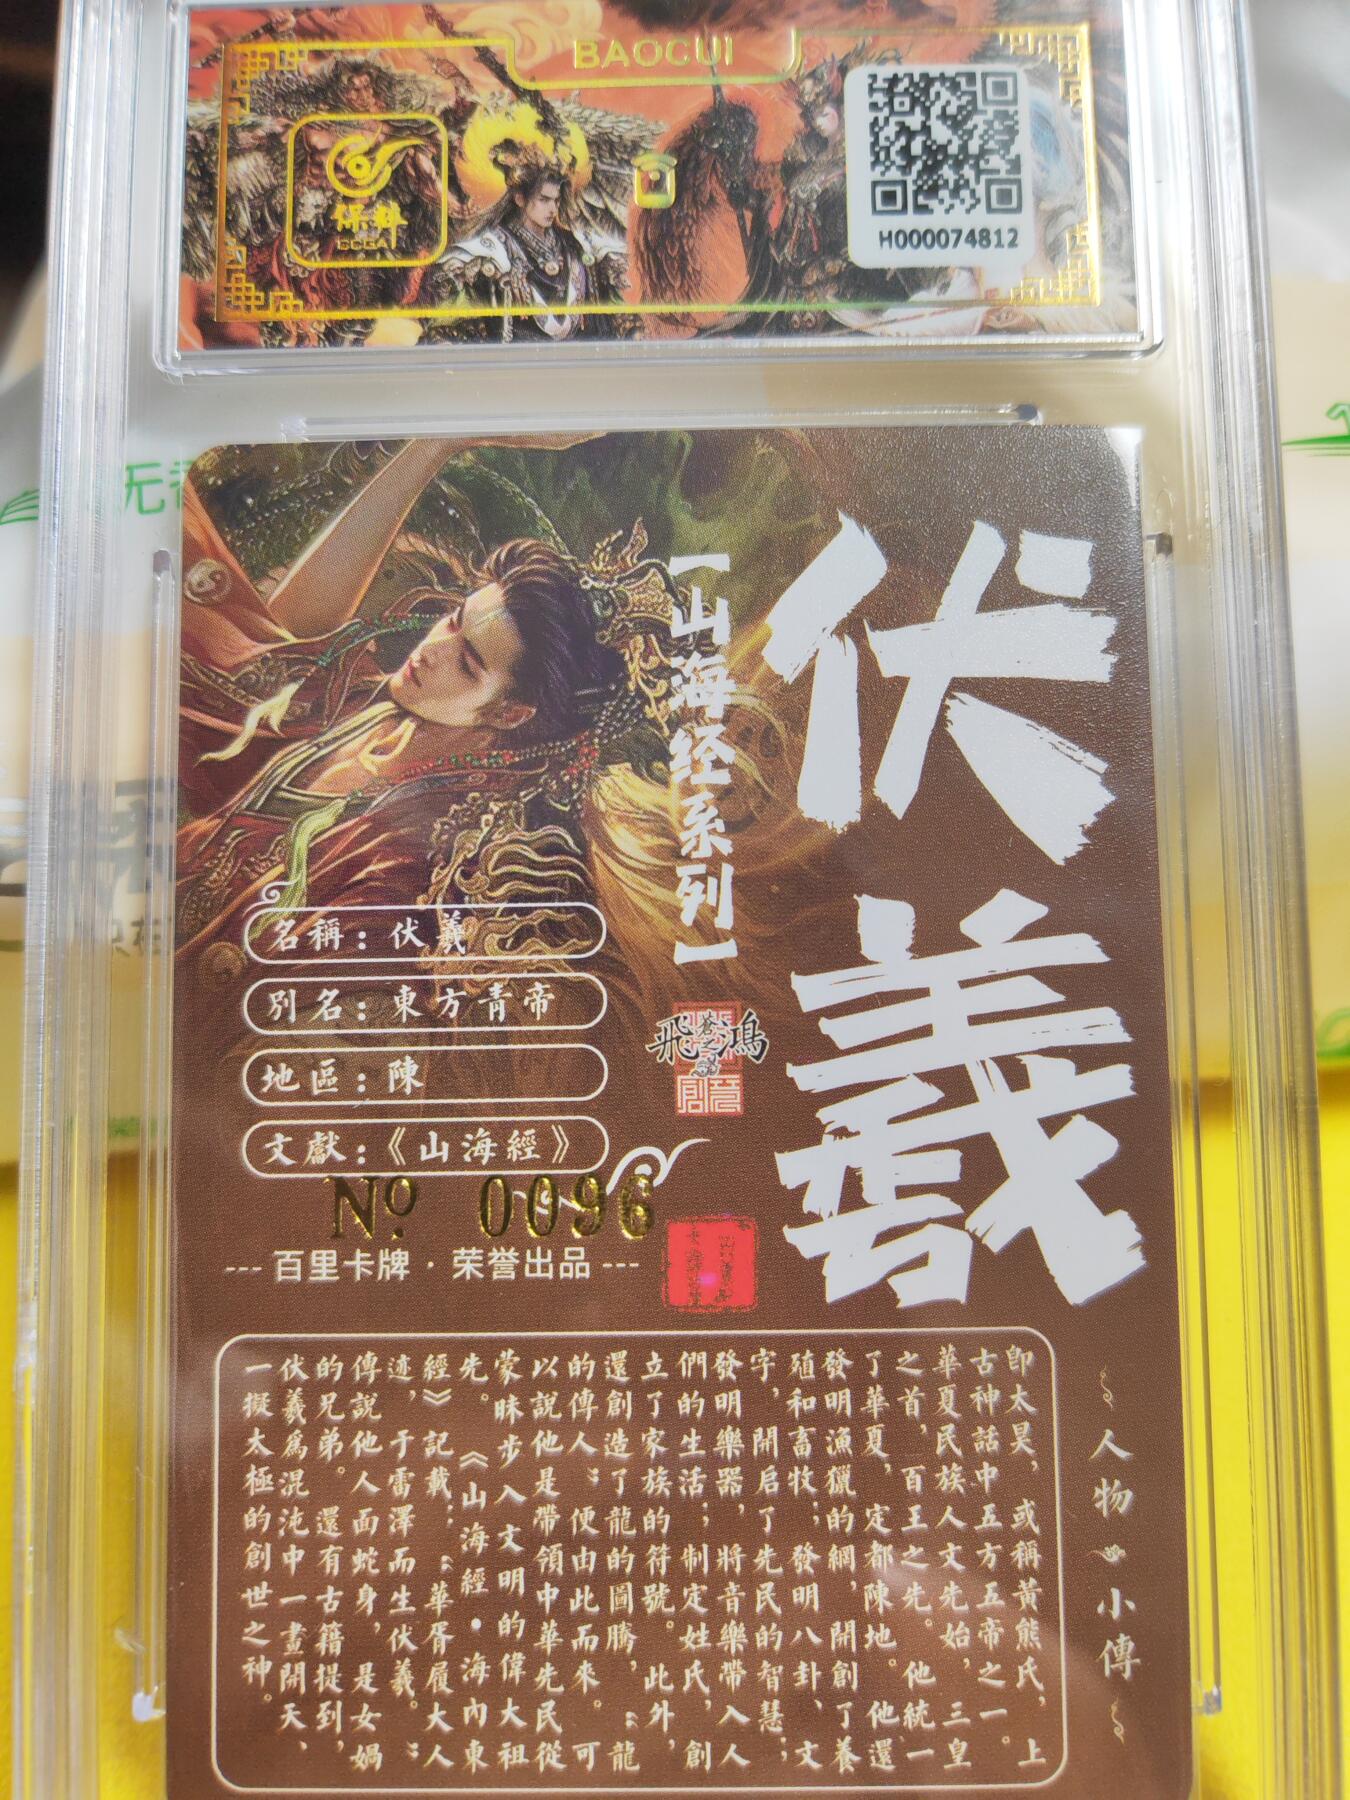 BAOCUI
保粹
CCGA
H000074812
伏羲
【山海经系列】
飛鴻
蒼之
名稱：伏羲
別名：東方青帝
地區：陳
文獻：《山海經》
No. 0096
--- 百里卡牌 · 荣誉出品 ---
人物小傳
即太昊，或稱黃熊氏，上
古神話中五方五帝之一。
華夏民族人文先始，三皇
之首，百王之先。他統一
了華夏，定都陳地。他還
發明漁獵的網，開創了養
殖和畜牧；發明八卦、文
字，開启了先民的智慧；
發明樂器，將音樂帶入人
們的生活；制定姓氏，創
立了家族的符號。此外，
還創造了龍的圖騰，“龍
的傳人”便由此而來。可
以說他是帶領中華先民從
蒙昧步入文明的偉大祖
先。《山海經·海內東
經》記載：“華胥履大人
迹，于雷澤而生伏羲。”
傳說他人面蛇身，是女媧
的兄弟。還有古籍提到，
伏羲為混沌中一畫開天、
一擬太極的創世之神。
无